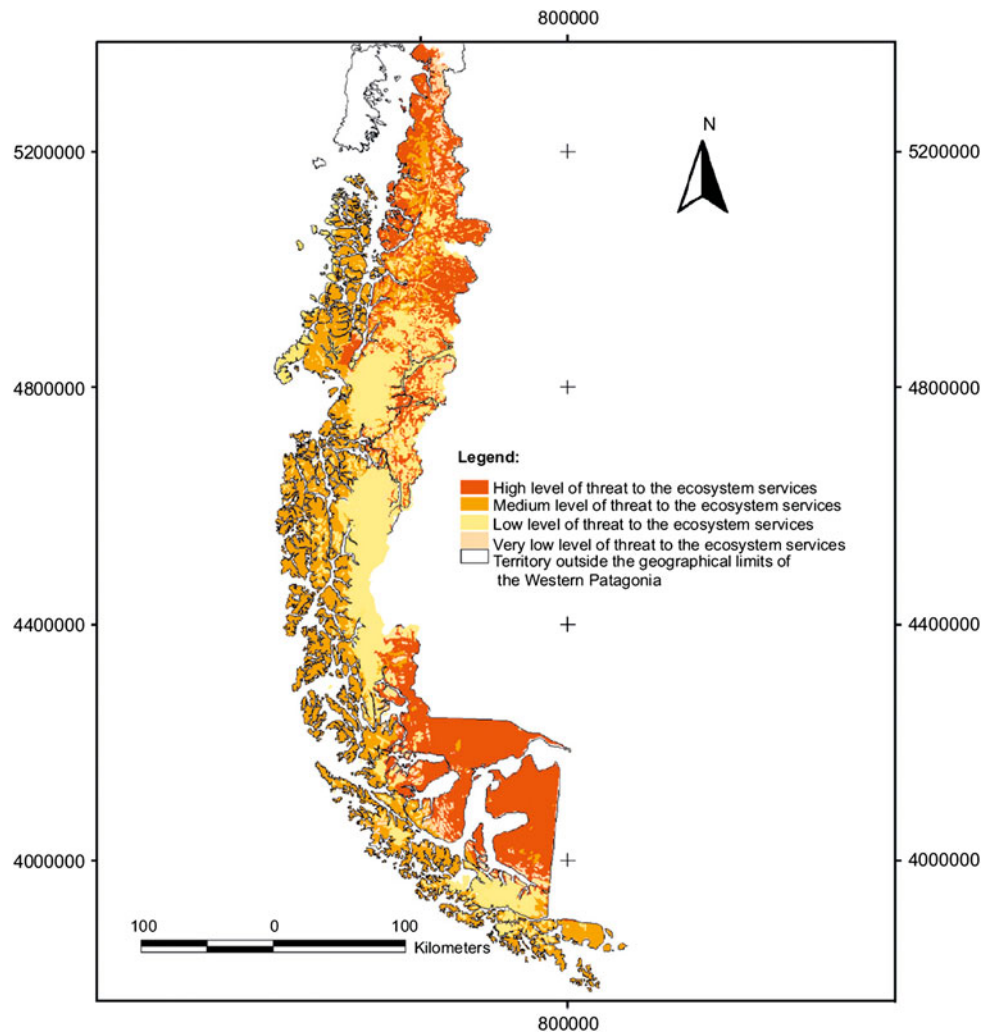 800000
N
5200000
5200000
4800000
4800000
Legend:
High level of threat to the ecosystem services
Medium level of threat to the ecosystem services
Low level of threat to the ecosystem services
Very low level of threat to the ecosystem services
Territory outside the geographical limits of
the Western Patagonia
4400000
4400000
4000000
4000000
100 0 100
Kilometers
800000